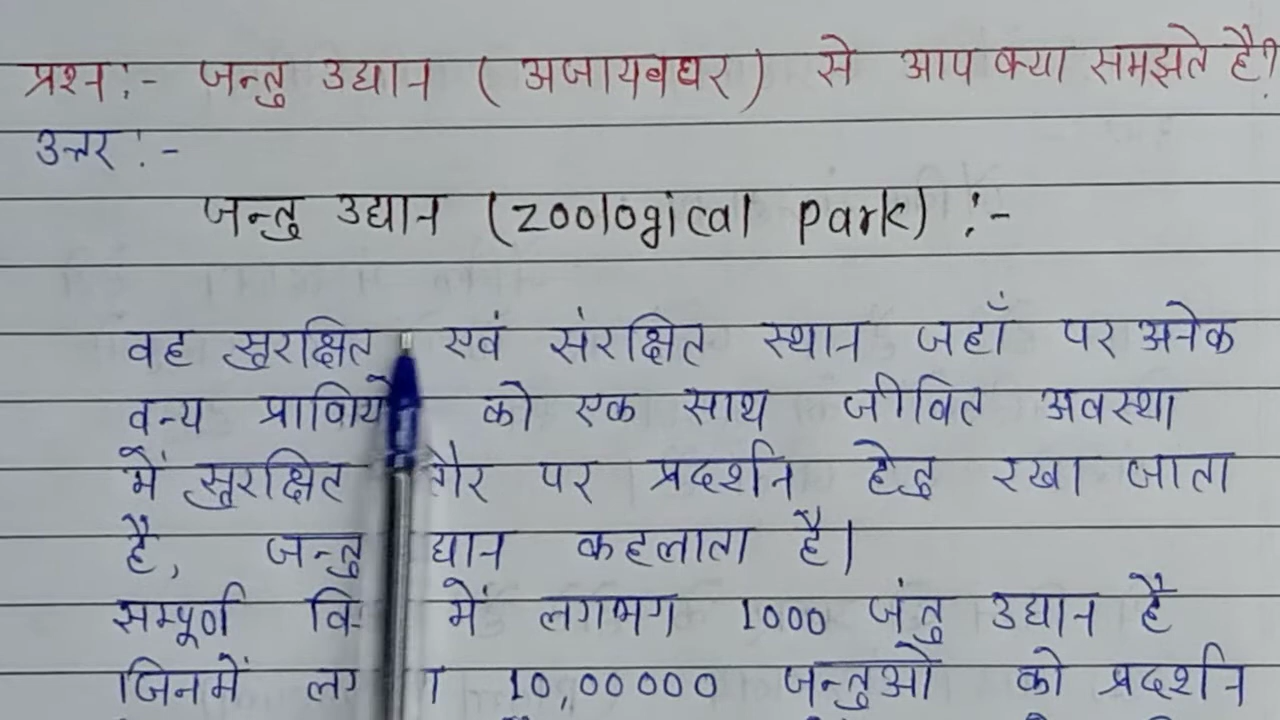 प्रश्न:- जन्तु उद्यान ( अजायबघर ) से आप क्या समझते है?
उत्तर :-
जन्तु उद्यान (zoological park) :-
वह सुरक्षित एवं संरक्षित स्थान जहाँ पर अनेक
वन्य को एक साथ जीवित अवस्था
में सुरक्षित पर प्रदर्शन हेतु रखा जाता
है, जन्तु कहलाता है।
सम्पूर्ण में लगभग 1000 जंतु उद्यान है
जिनमें 10,00000 जन्तुओ को प्रदर्शन